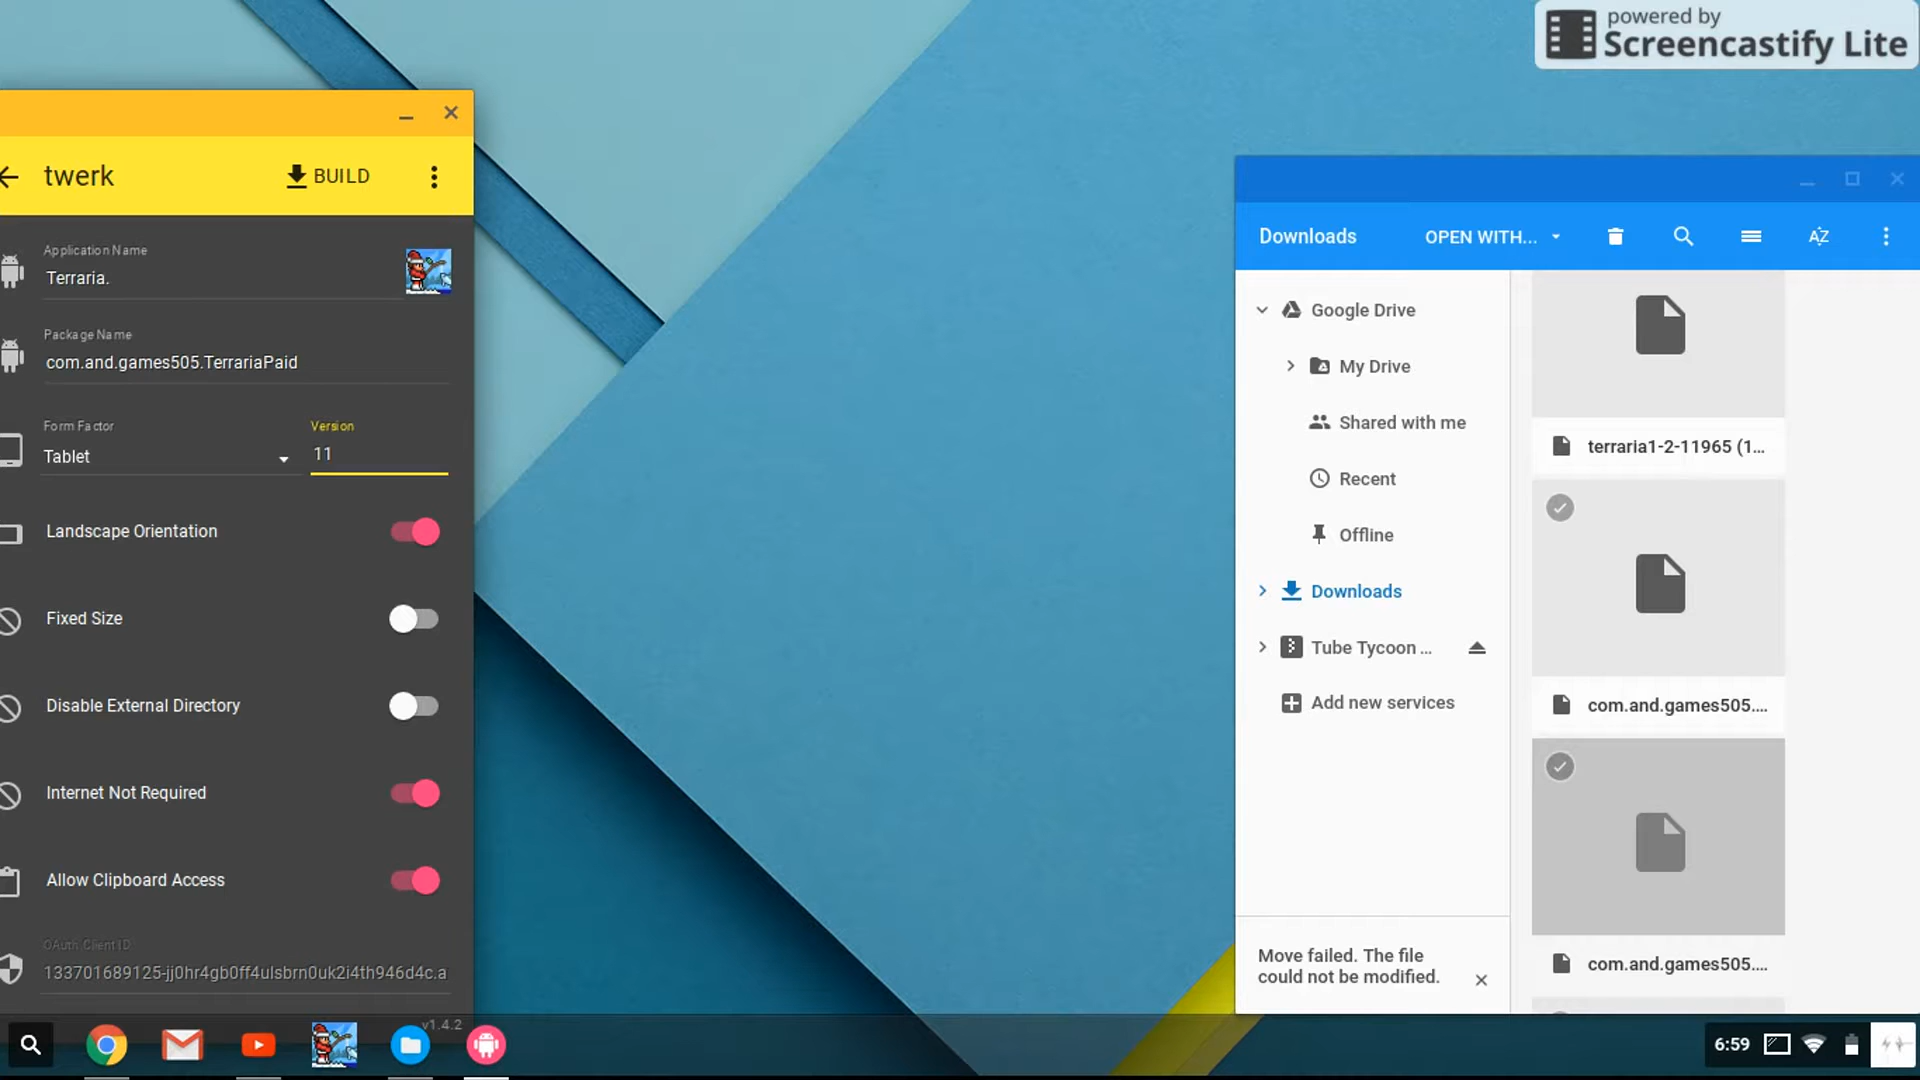 powered by
Screencastify Lite
twerk
BUILD
Application Name
Terraria.
Package Name
com.and.games505.TerrariaPaid
Form Factor
Version
Tablet
11
Landscape Orientation
Fixed Size
Disable External Directory
Internet Not Required
Allow Clipboard Access
OAuth Client ID
133701689125-jj0hr4gb0ff4ulsbrn0uk2i4th946d4c.a
v1.4.2
Downloads
OPEN WITH...
AZ
Google Drive
My Drive
Shared with me
Recent
Offline
Downloads
Tube Tycoon ...
Add new services
Move failed. The file
could not be modified.
terraria1-2-11965 (1...
com.and.games505....
com.and.games505....
6:59